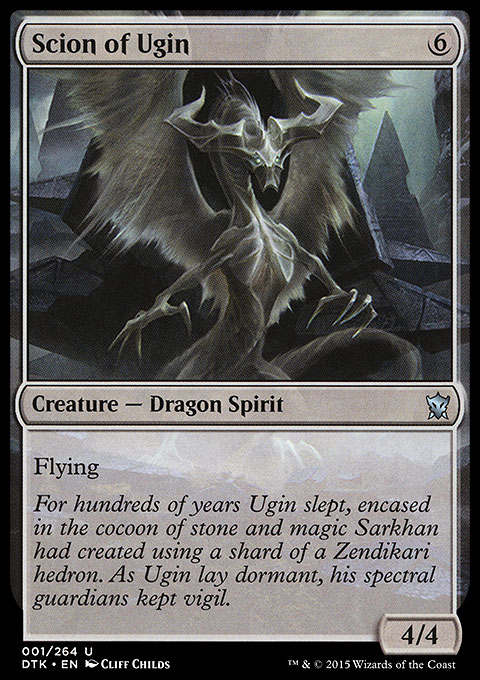 Scion of Ugin 6
Creature — Dragon Spirit
Flying
For hundreds of years Ugin slept, encased
in the cocoon of stone and magic Sarkhan
had created using a shard of a Zendikari
hedron. As Ugin lay dormant, his spectral
guardians kept vigil.
4/4
001/264 U
DTK • EN Cliff Childs
™ & © 2015 Wizards of the Coast